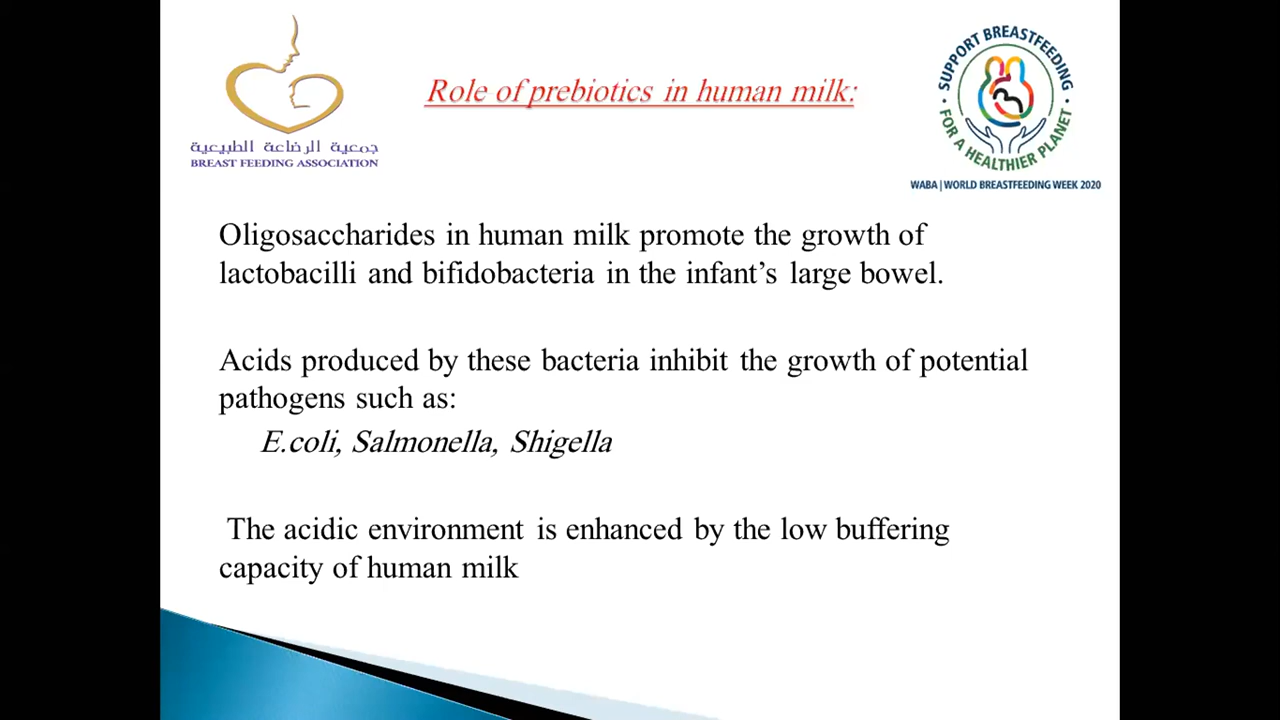 جمعية الرضاعة الطبيعية
BREAST FEEDING ASSOCIATION
Role of prebiotics in human milk:
SUPPORT BREASTFEEDING
FOR A HEALTHIER PLANET
WABA | WORLD BREASTFEEDING WEEK 2020
Oligosaccharides in human milk promote the growth of
lactobacilli and bifidobacteria in the infant’s large bowel.
Acids produced by these bacteria inhibit the growth of potential
pathogens such as:
E.coli, Salmonella, Shigella
The acidic environment is enhanced by the low buffering
capacity of human milk